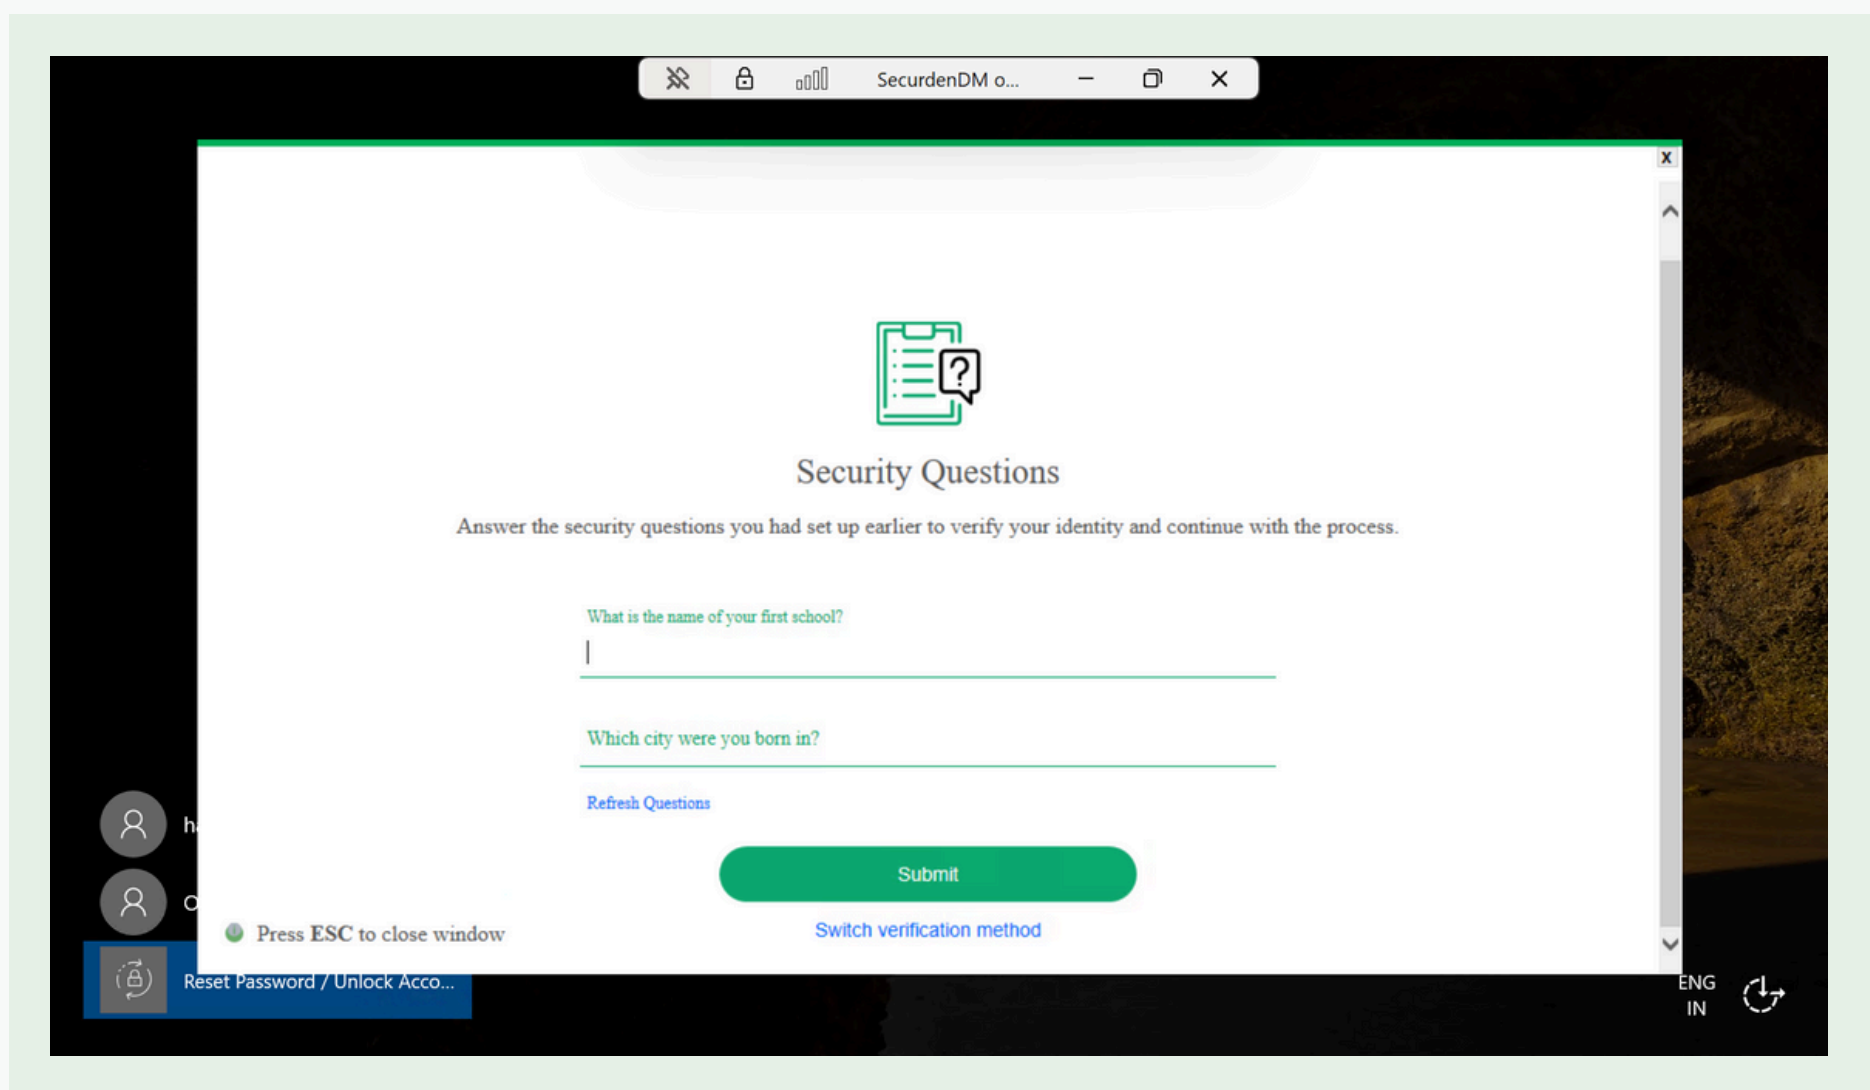 SecurdenDM o...
X
Security Questions
Answer the security questions you had set up earlier to verify your identity and continue with the process.
What is the name of your first school?
Which city were you born in?
Refresh Questions
Submit
Switch verification method
Press ESC to close window
Reset Password / Unlock Acco...
ENG
IN